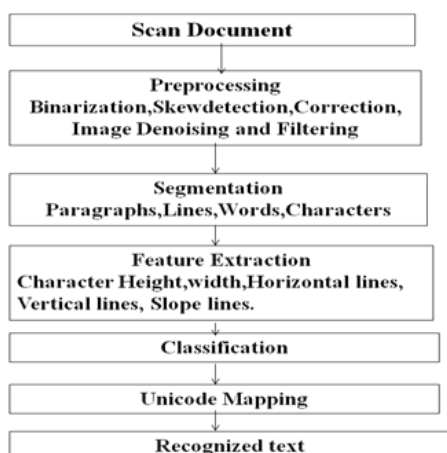 Scan Document
Preprocessing
Binarization,Skewdetection,Correction,
Image Denoising and Filtering
Segmentation
Paragraphs,Lines,Words,Characters
Feature Extraction
Character Height,width,Horizontal lines,
Vertical lines, Slope lines.
Classification
Unicode Mapping
Recognized text